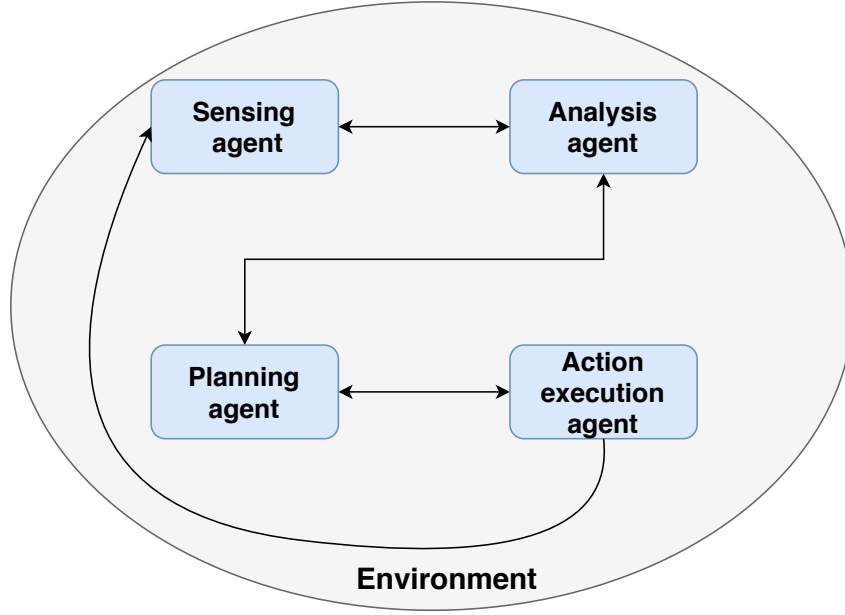 Sensing
agent
Analysis
agent
Planning
agent
Action
execution
agent
Environment